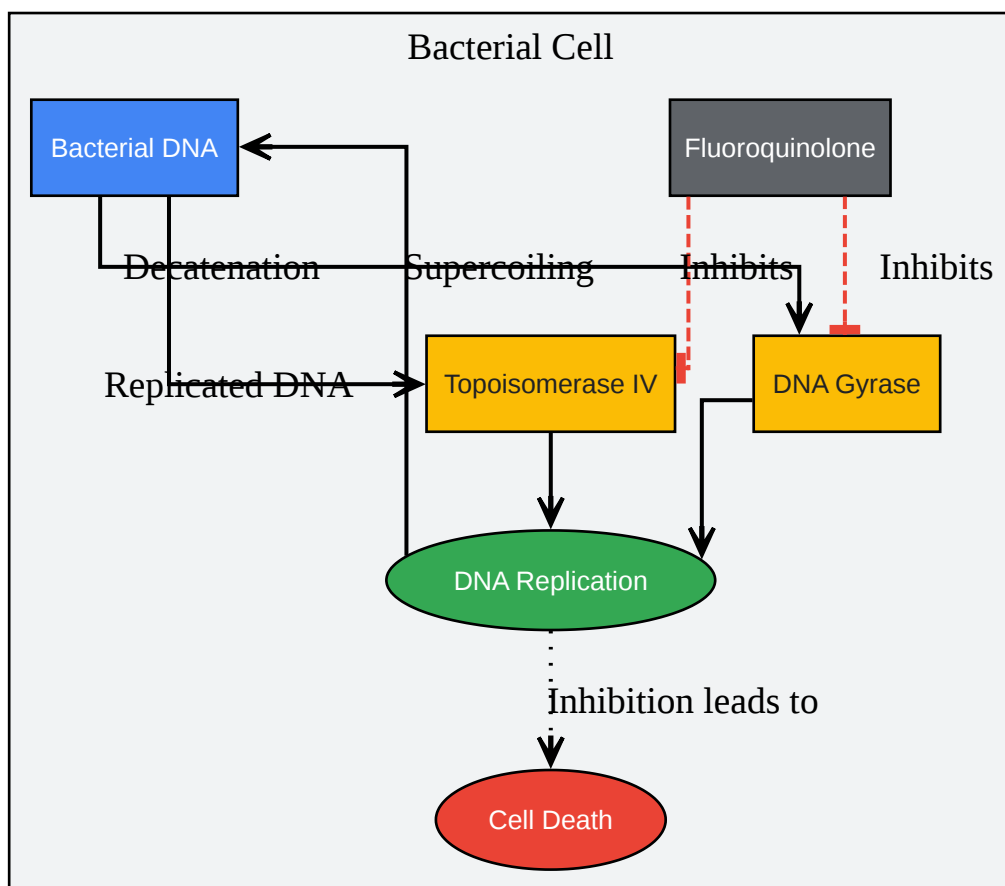 Bacterial Cell
Bacterial DNA
Fluoroquinolone
Decatenation
Supercoiling
Inhibits
Inhibits
Replicated DNA
Topoisomerase IV
DNA Gyrase
DNA Replication
Inhibition leads to
Cell Death